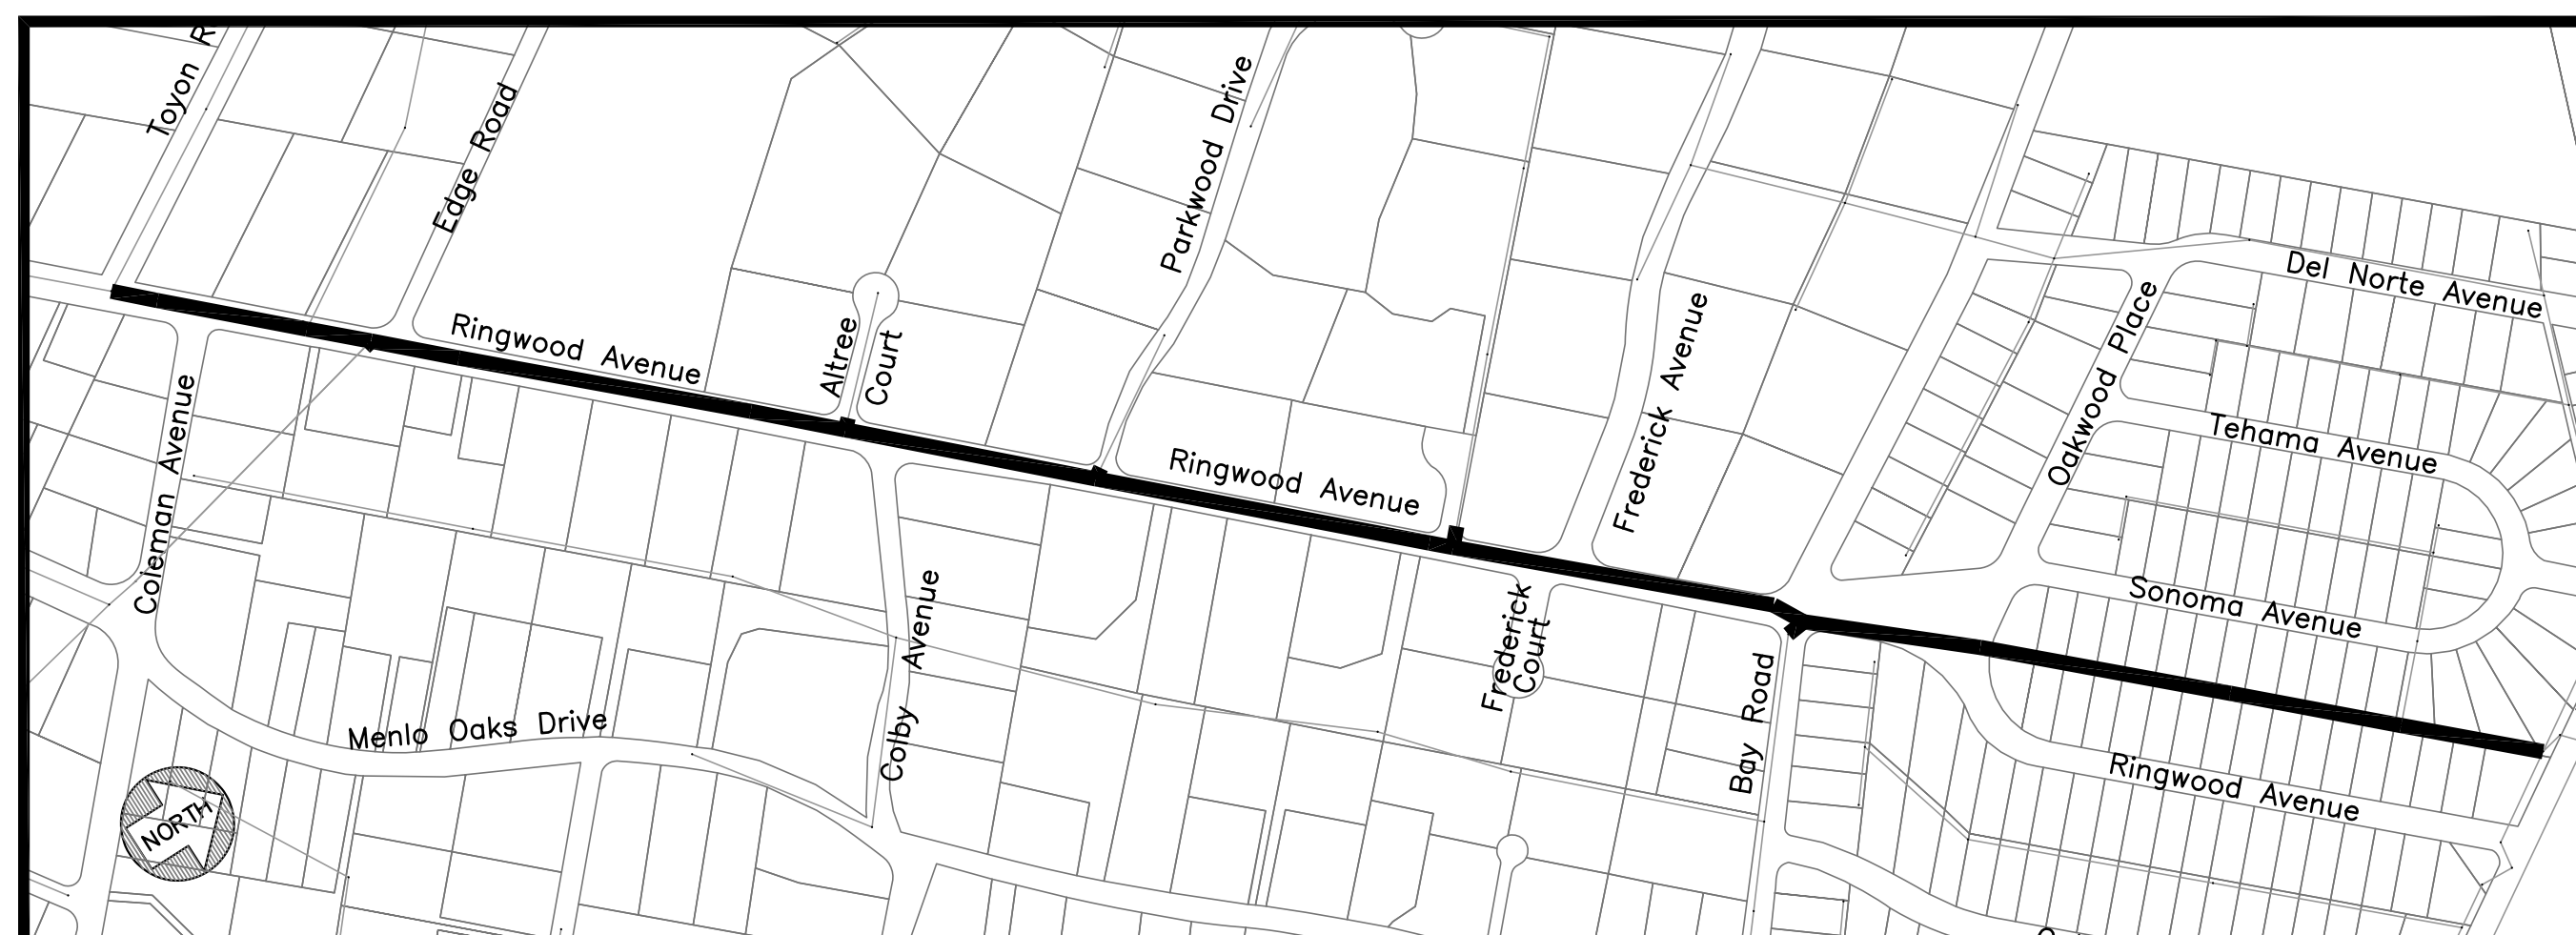 Toyon R
Edge Road
Parkwood Drive
Del Norte Avenue
Ringwood Avenue
Altree
Court
Frederick Avenue
Oakwood Place
Coleman Avenue
Ringwood Avenue
Tehama Avenue
Colby Avenue
Frederick
Court
Sonoma Avenue
Menlo Oaks Drive
Bay Road
Ringwood Avenue
NORTH